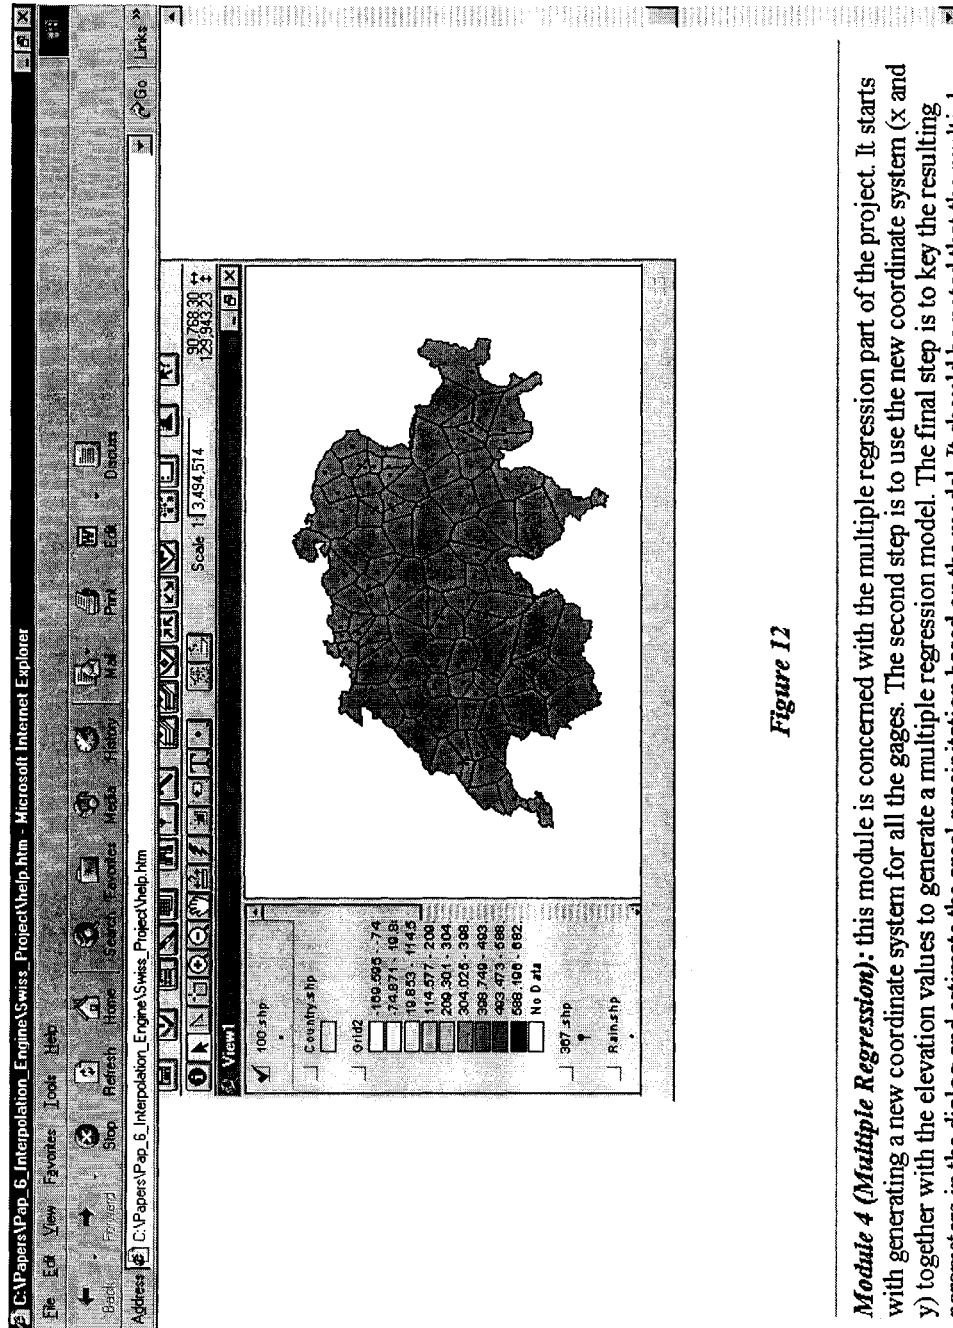 C:\Papers\Pap_6_Interpolation_Engine\Swiss_Project\help.htm - Microsoft Internet Explorer
File Edit View Favorites Tools Help
Back Forward Stop Refresh Home Search Favorites Media History Mail Print Edit Discuss
Address C:\Papers\Pap_6_Interpolation_Engine\Swiss_Project\help.htm Go Links »
Scale 1: 3,494,514
90,768.30
129,943.23
View1
100.shp
Country.shp
Grid2
-169.595 - -74
-74.871 - 19.8
19.853 - 114.5
114.577 - 209
209.301 - 304.
304.025 - 398.
398.749 - 493.
493.473 - 588.
588.196 - 682.
No Data
367.shp
Rain.shp
Figure 12
Module 4 (Multiple Regression): this module is concerned with the multiple regression part of the project. It starts
with generating a new coordinate system for all the gages. The second step is to use the new coordinate system (x and
y) together with the elevation values to generate a multiple regression model. The final step is to key the resulting